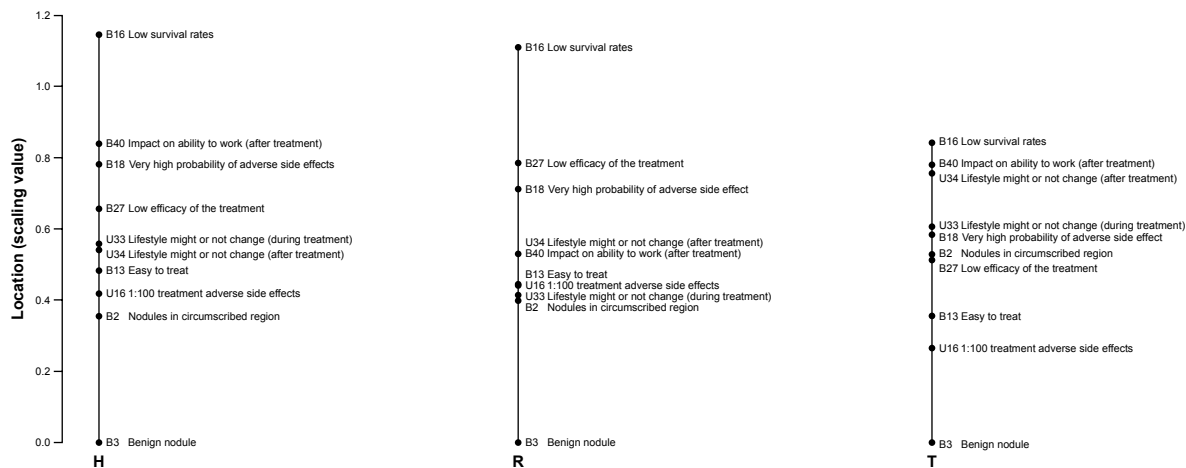 Location (scaling value)
1.2
1.0
0.8
0.6
0.4
0.2
0.0
B16 Low survival rates
B40 Impact on ability to work (after treatment)
B18 Very high probability of adverse side effects
B27 Low efficacy of the treatment
U33 Lifestyle might or not change (during treatment)
U34 Lifestyle might or not change (after treatment)
B13 Easy to treat
U16 1:100 treatment adverse side effects
B2 Nodules in circumscribed region
B3 Benign nodule
H
B16 Low survival rates
B27 Low efficacy of the treatment
B18 Very high probability of adverse side effect
U34 Lifestyle might or not change (after treatment)
B40 Impact on ability to work (after treatment)
B13 Easy to treat
U16 1:100 treatment adverse side effects
U33 Lifestyle might or not change (during treatment)
B2 Nodules in circumscribed region
B3 Benign nodule
R
B16 Low survival rates
B40 Impact on ability to work (after treatment)
U34 Lifestyle might or not change (after treatment)
U33 Lifestyle might or not change (during treatment)
B18 Very high probability of adverse side effect
B2 Nodules in circumscribed region
B27 Low efficacy of the treatment
B13 Easy to treat
U16 1:100 treatment adverse side effects
B3 Benign nodule
T